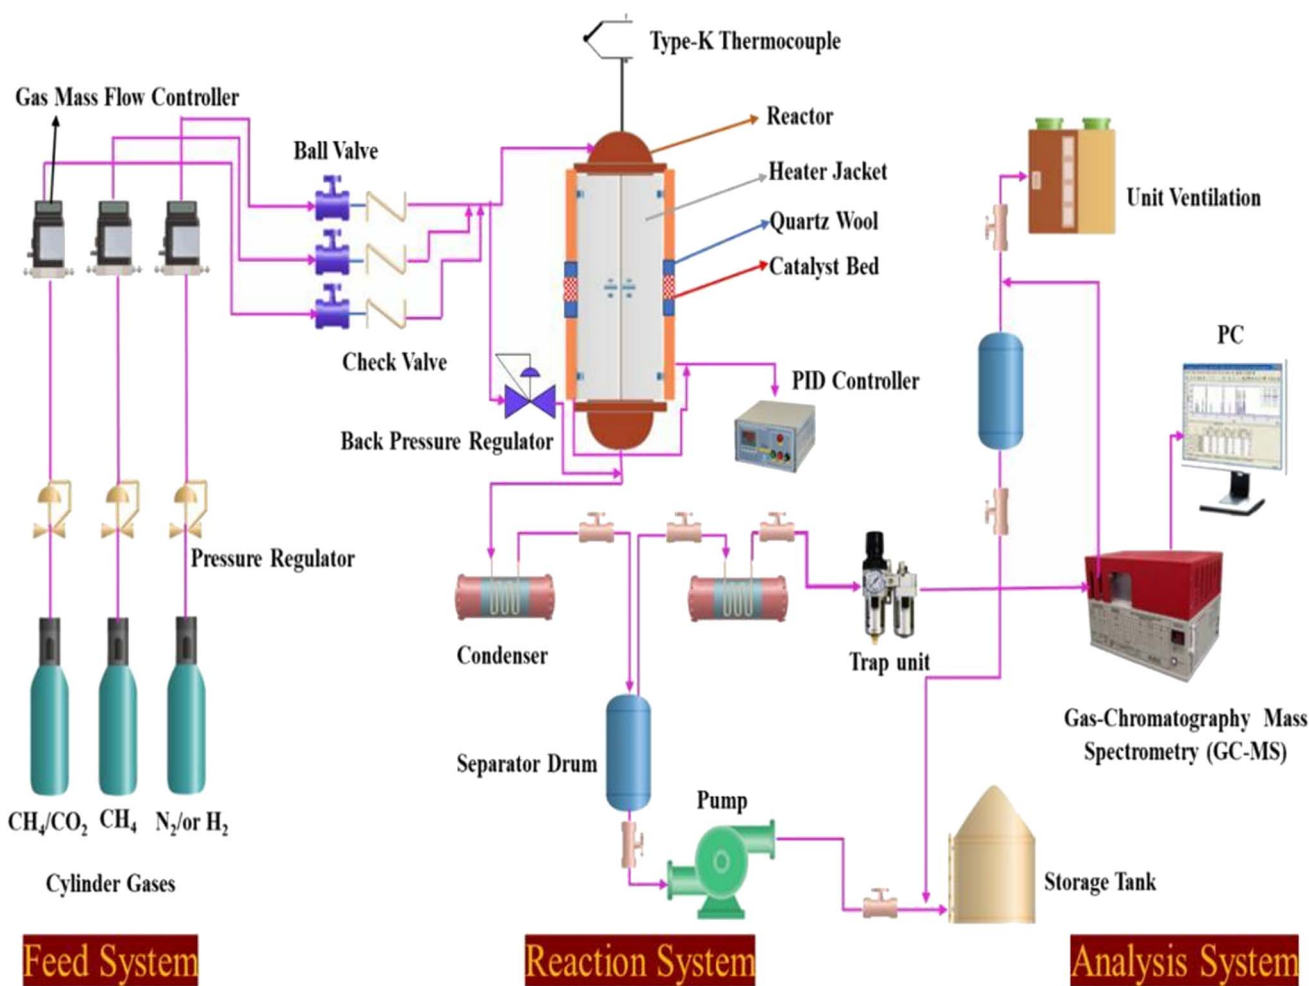 Type-K Thermocouple
Gas Mass Flow Controller
Reactor
Ball Valve
Heater Jacket
Unit Ventilation
Quartz Wool
Catalyst Bed
PC
Check Valve
PID Controller
Back Pressure Regulator
Pressure Regulator
Condenser
Trap unit
Gas-Chromatography Mass
Spectrometry (GC-MS)
Separator Drum
Pump
CH₄/CO₂
CH₄
N₂/or H₂
Cylinder Gases
Storage Tank
Feed System
Reaction System
Analysis System